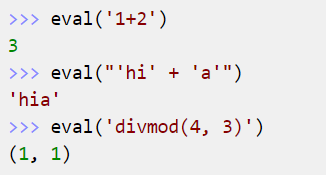 >>> eval('1+2')
3
>>> eval("'hi' + 'a'")
'hia'
>>> eval('divmod(4, 3)')
(1, 1)